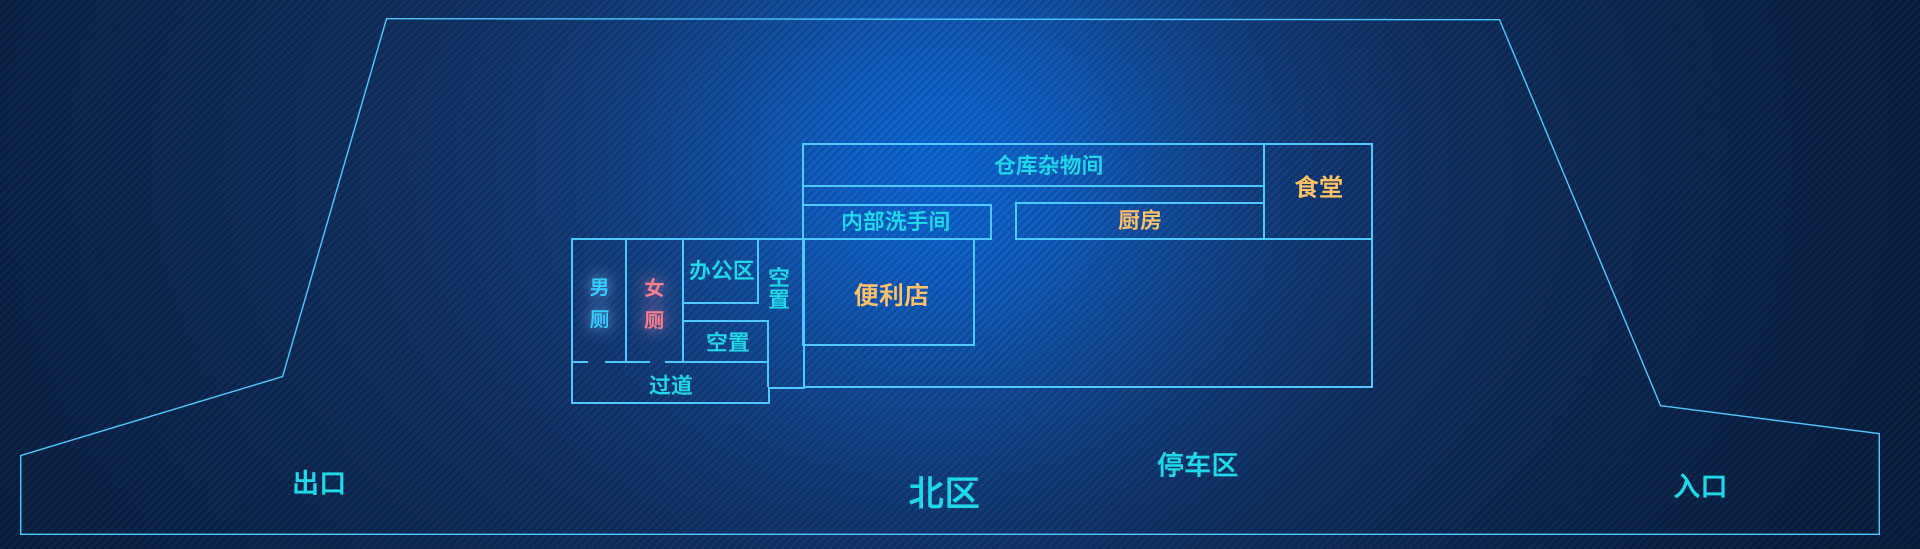 仓库杂物间
食堂
内部洗手间
厨房
男厕
女厕
办公区
空置
便利店
空置
过道
停车区
出口
北区
入口